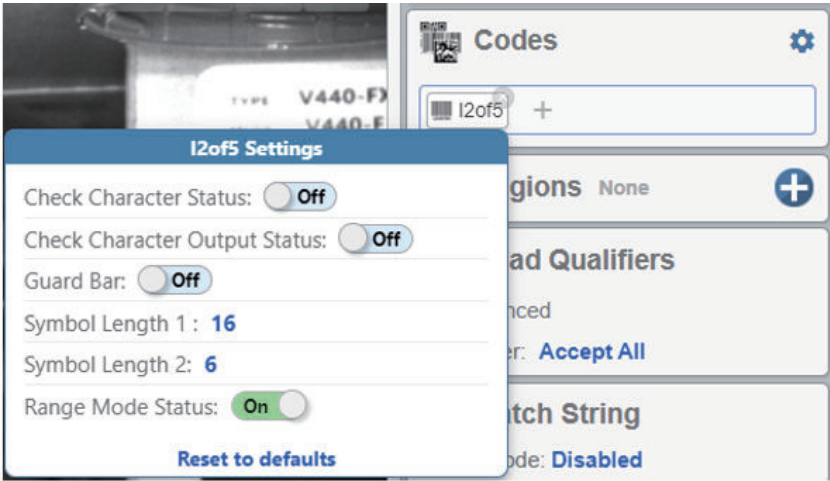 Codes
I2of5 +
TYPE V440-F
V440-F
I2of5 Settings
Check Character Status: Off
Check Character Output Status: Off
Guard Bar: Off
Symbol Length 1 : 16
Symbol Length 2: 6
Range Mode Status: On
Reset to defaults
gions None
ad Qualifiers
nced
er: Accept All
tch String
ode: Disabled